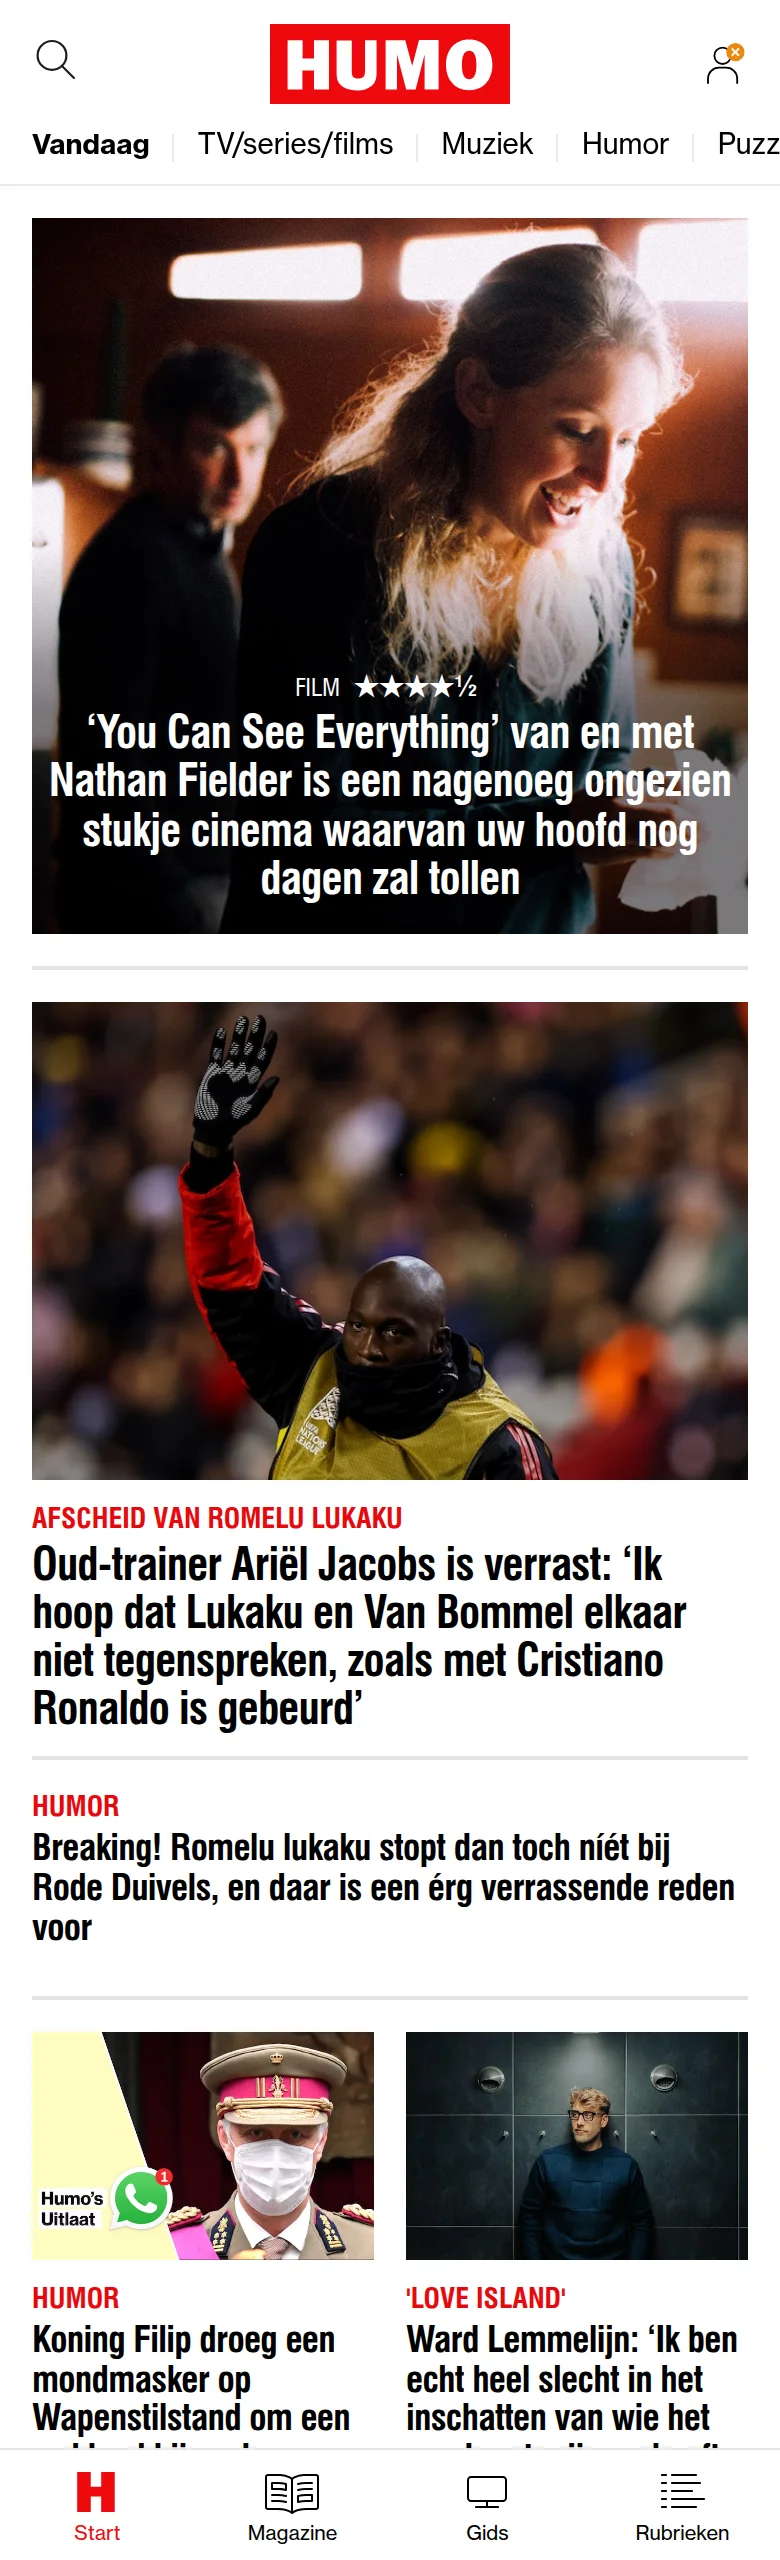 HUMO
Vandaag
TV/series/films
Muziek
Humor
Puzz
FILM ★★★★½
‘You Can See Everything’ van en met
Nathan Fielder is een nagenoeg ongezien
stukje cinema waarvan uw hoofd nog
dagen zal tollen
UEFA
NATIONS
LEAGUE
AFSCHEID VAN ROMELU LUKAKU
Oud-trainer Ariël Jacobs is verrast: ‘Ik
hoop dat Lukaku en Van Bommel elkaar
niet tegenspreken, zoals met Cristiano
Ronaldo is gebeurd’
HUMOR
Breaking! Romelu lukaku stopt dan toch níét bij
Rode Duivels, en daar is een érg verrassende reden
voor
Humo’s
Uitlaat
1
HUMOR
Koning Filip droeg een
mondmasker op
Wapenstilstand om een
'LOVE ISLAND'
Ward Lemmelijn: ‘Ik ben
echt heel slecht in het
inschatten van wie het
H
Start
Magazine
Gids
Rubrieken